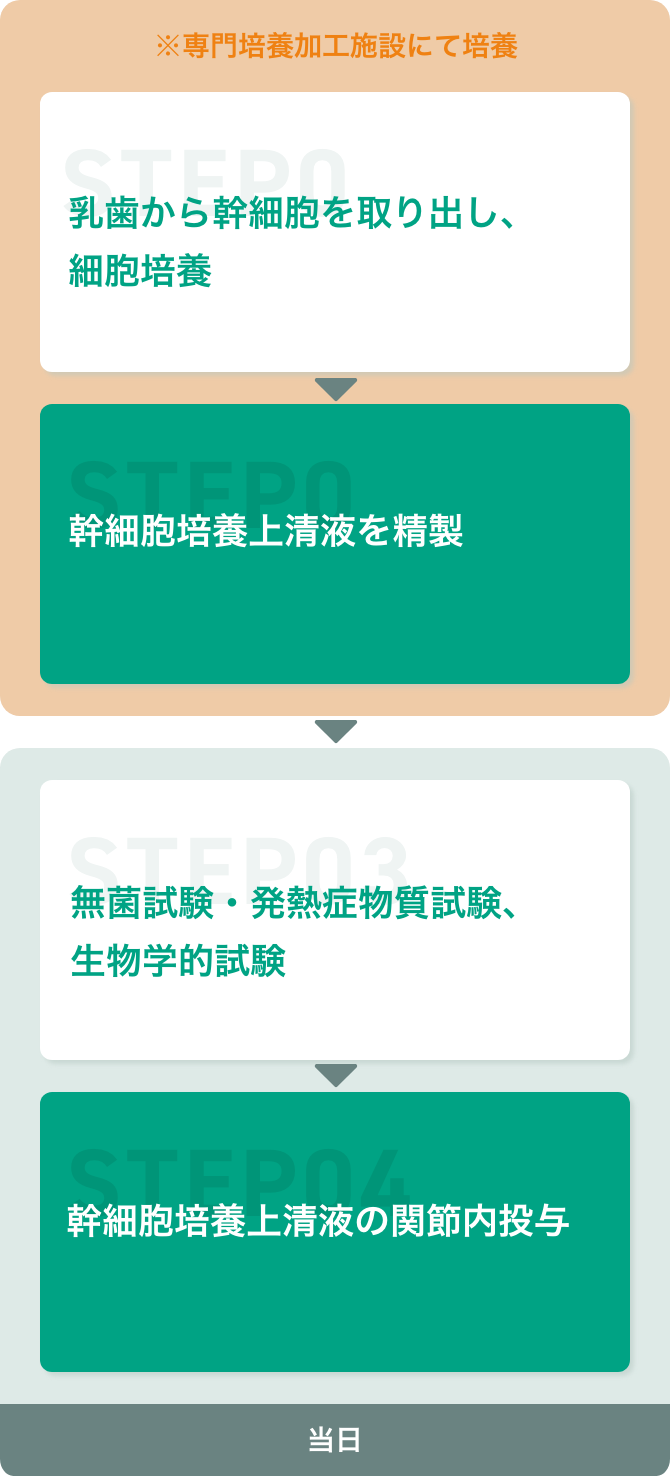 ※専門培養加工施設にて培養
STEP0
乳歯から幹細胞を取り出し、
細胞培養
STEP0
幹細胞培養上清液を精製
STEP03
無菌試験・発熱症物質試験、
生物学的試験
STEP04
幹細胞培養上清液の関節内投与
当日